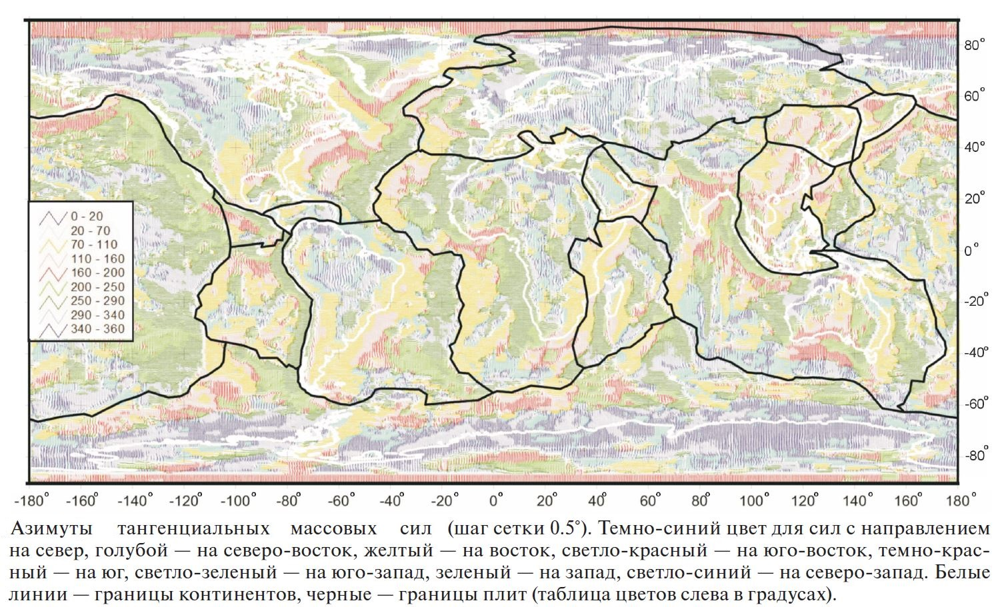 80°
60°
40°
20°
0°
-20°
-40°
-60°
-80°
0 - 20
20 - 70
70 - 110
110 - 160
160 - 200
200 - 250
250 - 290
290 - 340
340 - 360
-180° -160° -140° -120° -100° -80° -60° -40° -20° 0° 20° 40° 60° 80° 100° 120° 140° 160° 180°
Азимуты тангенциальных массовых сил (шаг сетки 0.5°). Темно-синий цвет для сил с направлением
на север, голубой — на северо-восток, желтый — на восток, светло-красный — на юго-восток, темно-крас-
ный — на юг, светло-зеленый — на юго-запад, зеленый — на запад, светло-синий — на северо-запад. Белые
линии — границы континентов, черные — границы плит (таблица цветов слева в градусах).